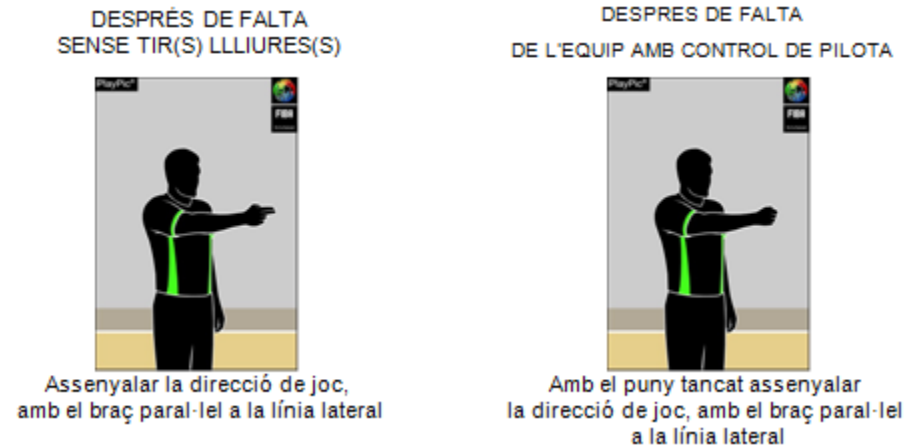 DESPRÉS DE FALTA
SENSE TIR(S) LLLIURES(S)
PlayPic®
FIBA
Assenyalar la direcció de joc,
amb el braç paral·lel a la línia lateral
DESPRES DE FALTA
DE L'EQUIP AMB CONTROL DE PILOTA
PlayPic®
FIBA
Amb el puny tancat assenyalar
la direcció de joc, amb el braç paral·lel
a la línia lateral